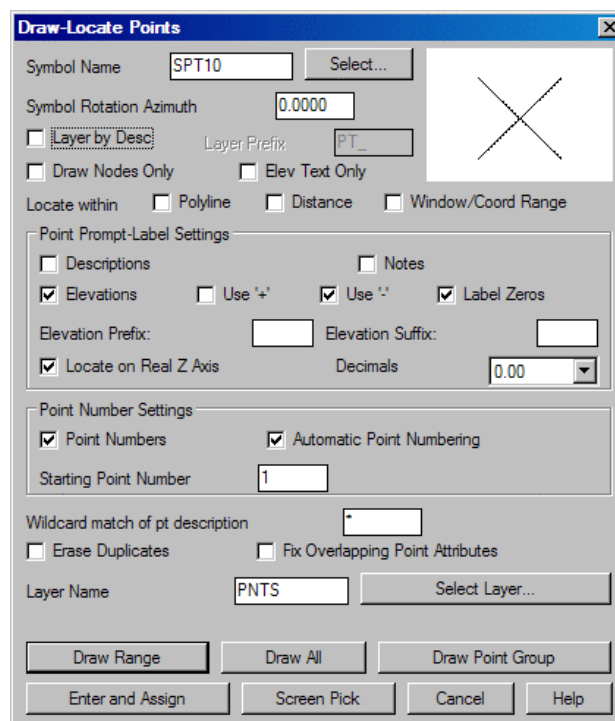 Draw-Locate Points
Symbol Name SPT10 Select...
Symbol Rotation Azimuth 0.0000
Layer by Desc Layer Prefix PT_
Draw Nodes Only Elev Text Only
Locate within Polyline Distance Window/Coord Range
Point Prompt-Label Settings
Descriptions Notes
Elevations Use '+' Use '-' Label Zeros
Elevation Prefix: Elevation Suffix:
Locate on Real Z Axis Decimals 0.00
Point Number Settings
Point Numbers Automatic Point Numbering
Starting Point Number 1
Wildcard match of pt description *
Erase Duplicates Fix Overlapping Point Attributes
Layer Name PNTS Select Layer...
Draw Range Draw All Draw Point Group
Enter and Assign Screen Pick Cancel Help